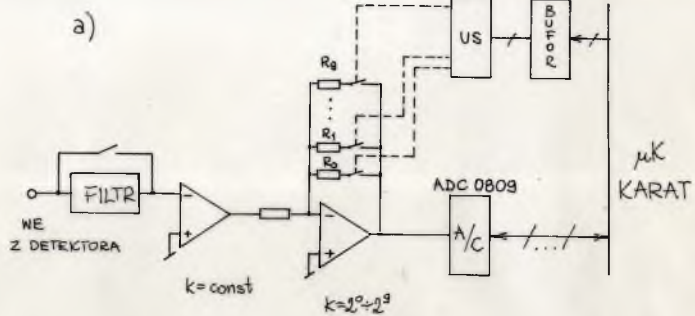 a)
US
BUFOR
R9
R1
R0
FILTR
WE
Z DETEKTORA
ADC 0809
A/C
/.../
μK
KARAT
k=const
k=2⁰÷2⁹